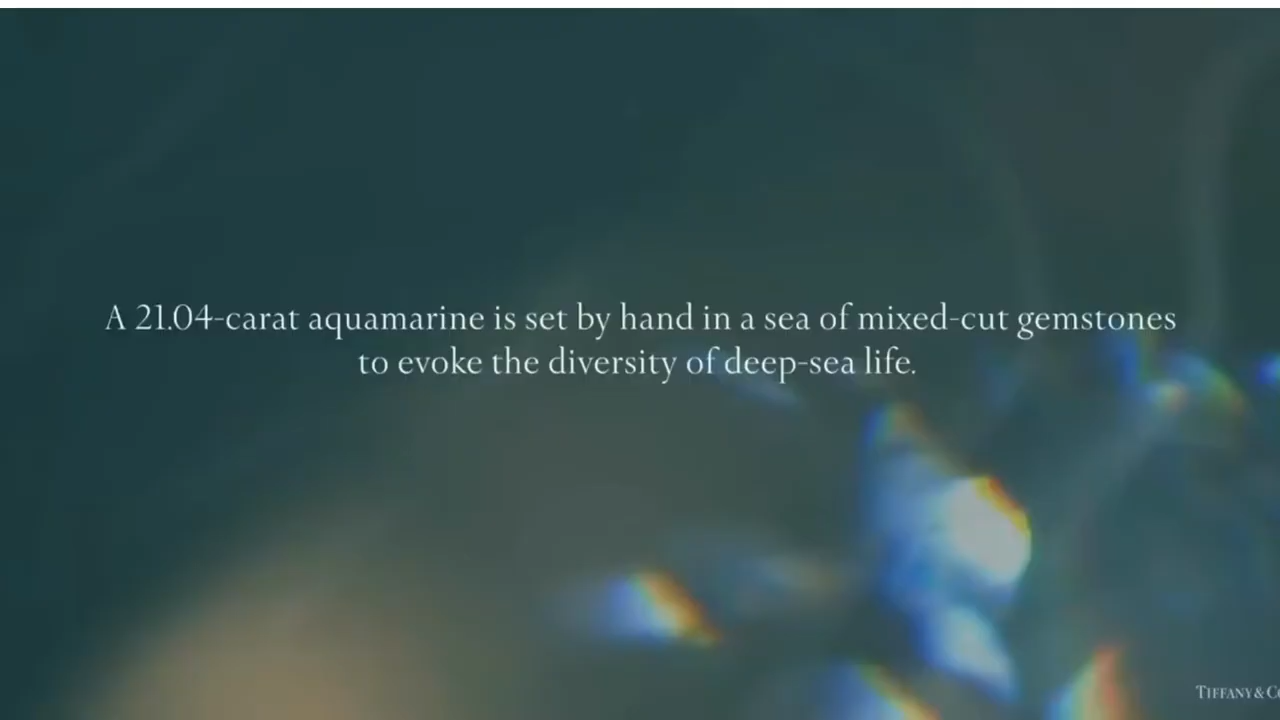 A 21.04-carat aquamarine is set by hand in a sea of mixed-cut gemstones
to evoke the diversity of deep-sea life.
TIFFANY & C